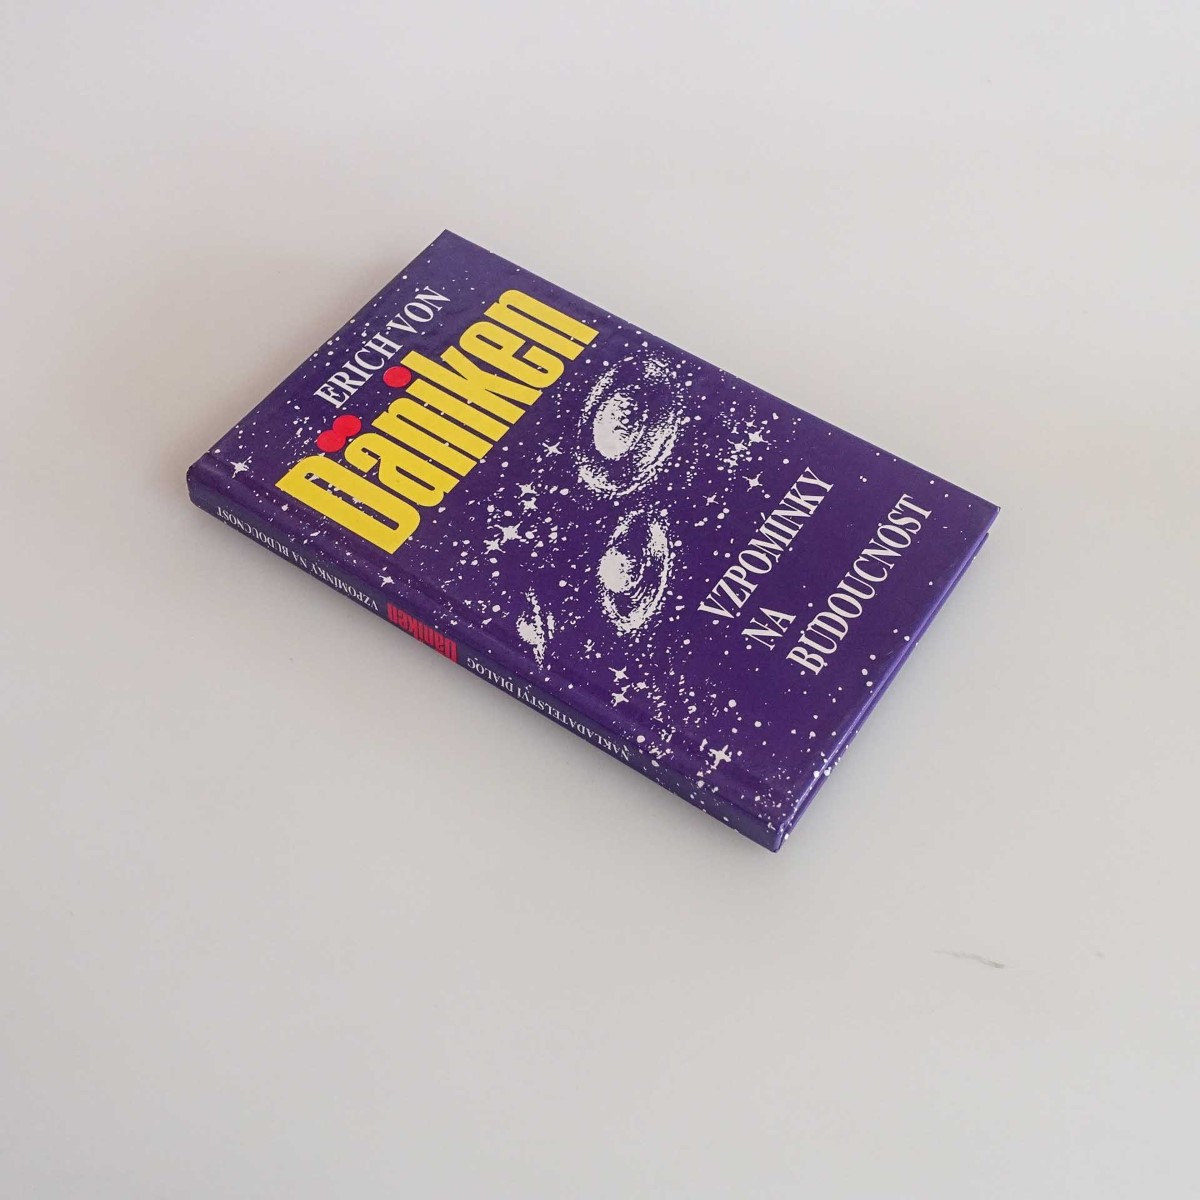 ERICH VON
Däniken
VZPOMÍNKY
NA
BUDOUCNOST
NAKLADATELSTVÍ DIALOG
Däniken
VZPOMÍNKY NA BUDOUCNOST